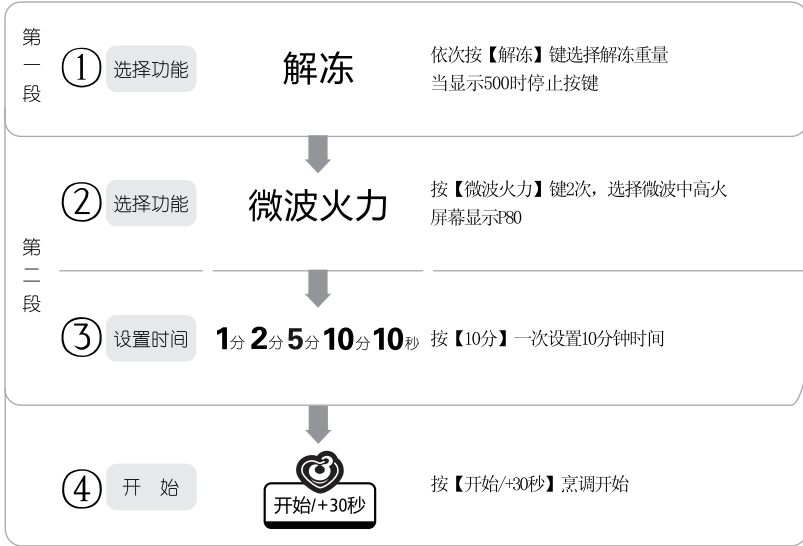 第一段
① 选择功能
解冻
依次按【解冻】键选择解冻重量
当显示500时停止按键
第二段
② 选择功能
微波火力
按【微波火力】键2次，选择微波中高火
屏幕显示P80
③ 设置时间
1分 2分 5分 10分 10秒
按【10分】一次设置10分钟时间
④ 开 始
开始/+30秒
按【开始/+30秒】烹调开始